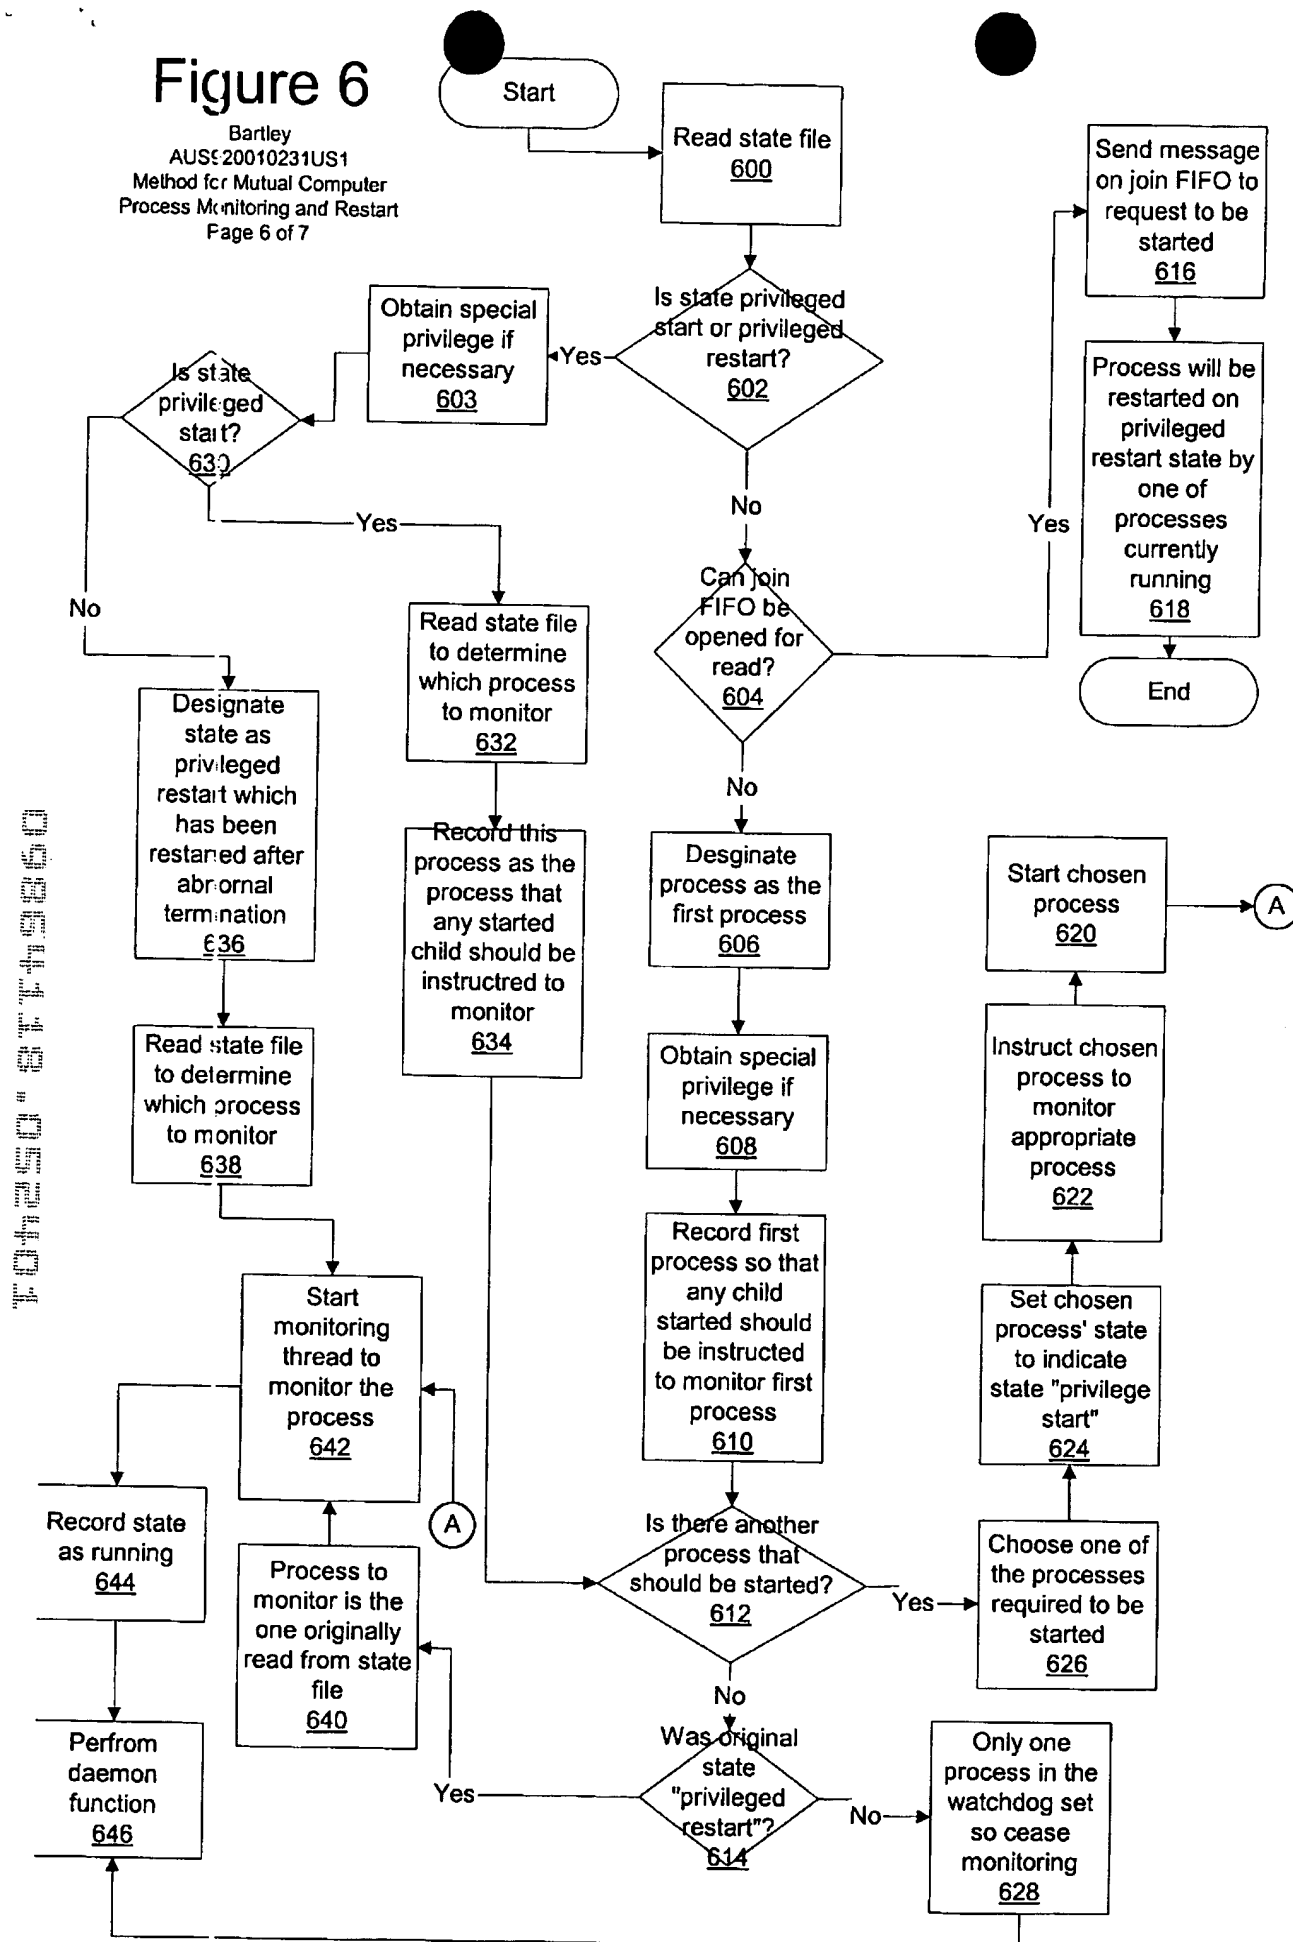 Figure 6
Bartley
AUS920010231US1
Method for Mutual Computer
Process Monitoring and Restart
Page 6 of 7
Start
Read state file
600
Is state privileged
start or privileged
restart?
602
Yes
Obtain special
privilege if
necessary
603
Is state
privileged
start?
630
No
Yes
No
Can join
FIFO be
opened for
read?
604
Yes
Send message
on join FIFO to
request to be
started
616
Process will be
restarted on
privileged
restart state by
one of
processes
currently
running
618
End
Read state file
to determine
which process
to monitor
632
Designate
state as
privileged
restart which
has been
restarted after
abnormal
termination
636
No
Record this
process as the
process that
any started
child should be
instructred to
monitor
634
Desginate
process as the
first process
606
Start chosen
process
620
A
Read state file
to determine
which process
to monitor
638
Obtain special
privilege if
necessary
608
Instruct chosen
process to
monitor
appropriate
process
622
Record first
process so that
any child
started should
be instructed
to monitor first
process
610
Start
monitoring
thread to
monitor the
process
642
Set chosen
process' state
to indicate
state "privilege
start"
624
A
Record state
as running
644
Is there another
process that
should be started?
612
Yes
Choose one of
the processes
required to be
started
626
Process to
monitor is the
one originally
read from state
file
640
No
Was original
state
"privileged
restart"?
614
Yes
No
Only one
process in the
watchdog set
so cease
monitoring
628
Perfrom
daemon
function
646
09854118.052401